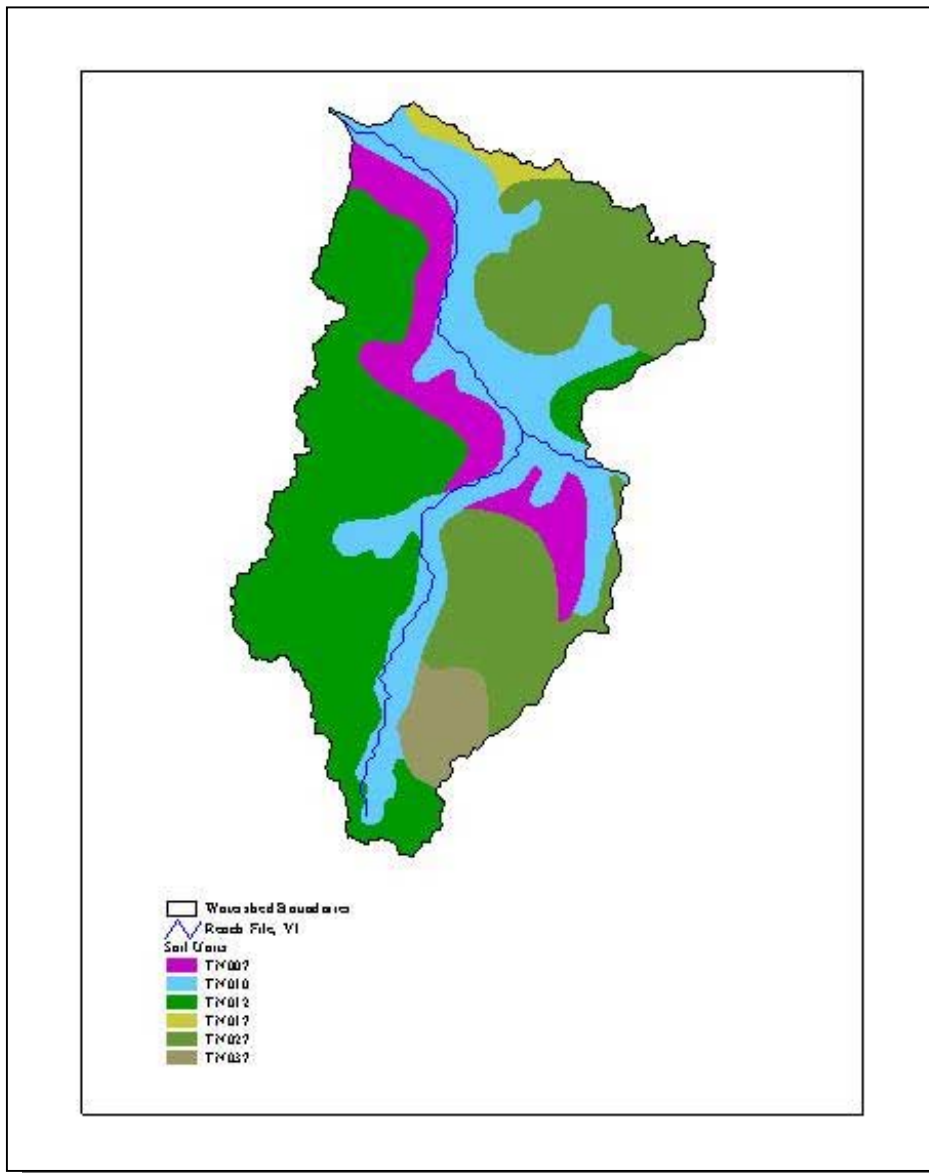 Watershed Boundaries
Reach File, V1
Soil Units
TN007
TN010
TN012
TN017
TN027
TN037